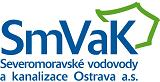 SmVaK
Severomoravské vodovody
a kanalizace Ostrava a.s.